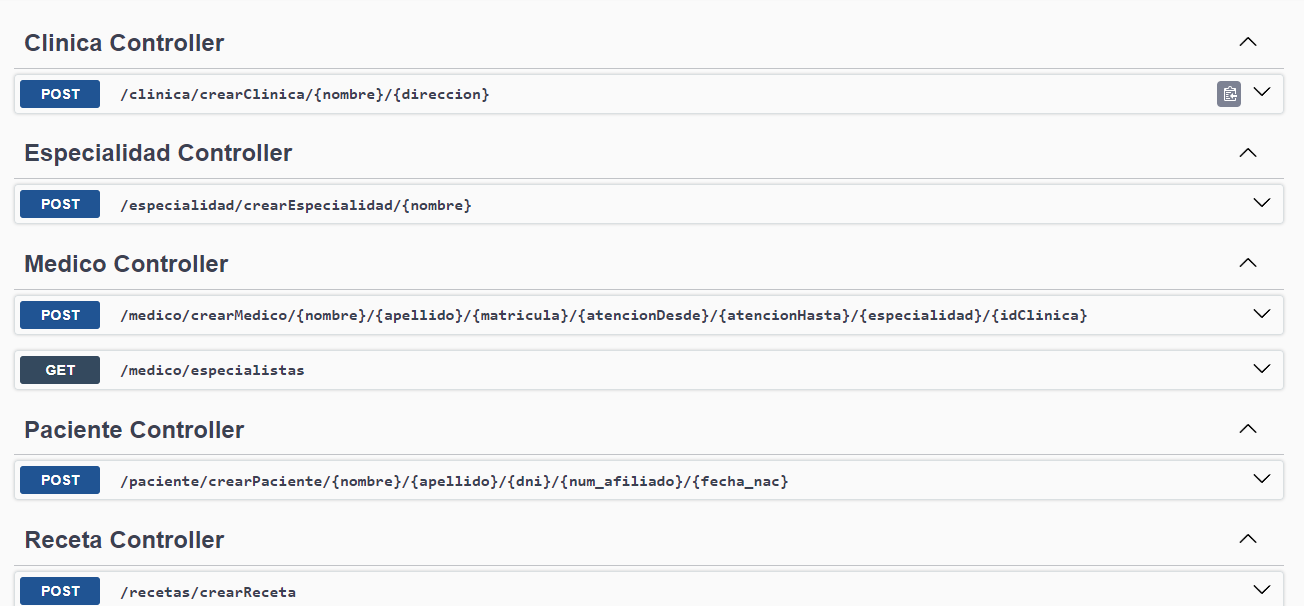 Clinica Controller
POST /clinica/crearClinica/{nombre}/{direccion}
Especialidad Controller
POST /especialidad/crearEspecialidad/{nombre}
Medico Controller
POST /medico/crearMedico/{nombre}/{apellido}/{matricula}/{atencionDesde}/{atencionHasta}/{especialidad}/{idClinica}
GET /medico/especialistas
Paciente Controller
POST /paciente/crearPaciente/{nombre}/{apellido}/{dni}/{num_afiliado}/{fecha_nac}
Receta Controller
POST /recetas/crearReceta